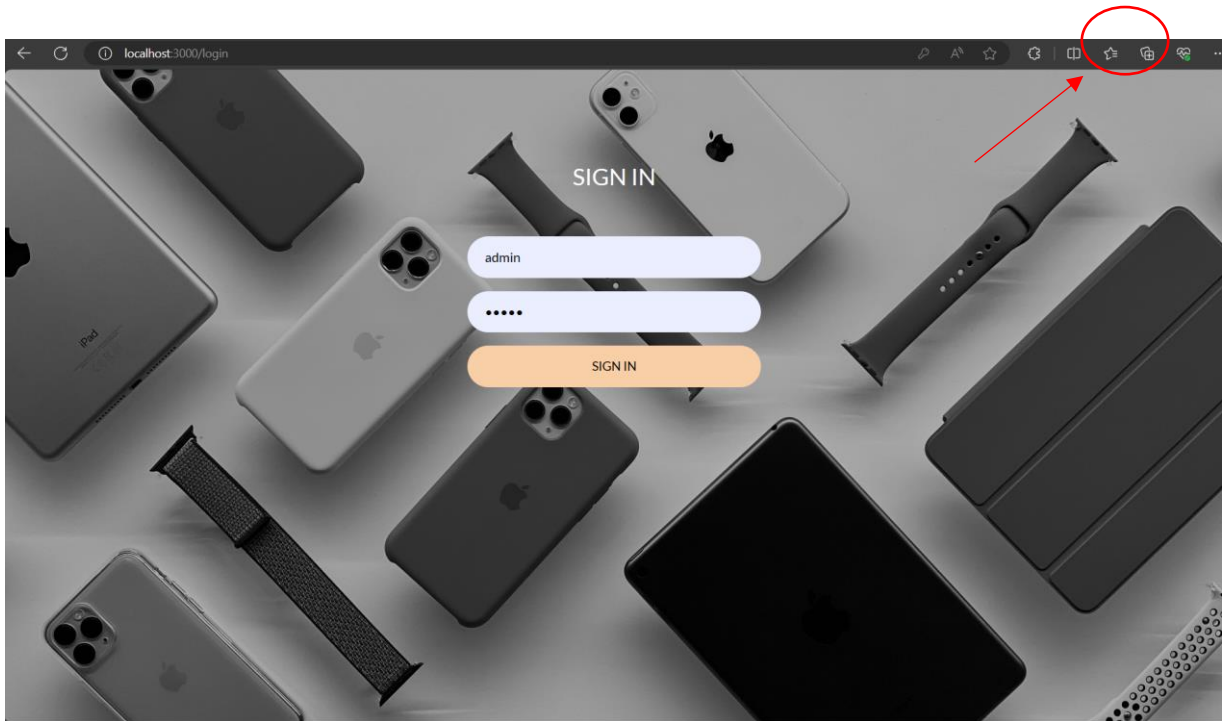 localhost:3000/login
SIGN IN
admin
•••••
SIGN IN
iPad